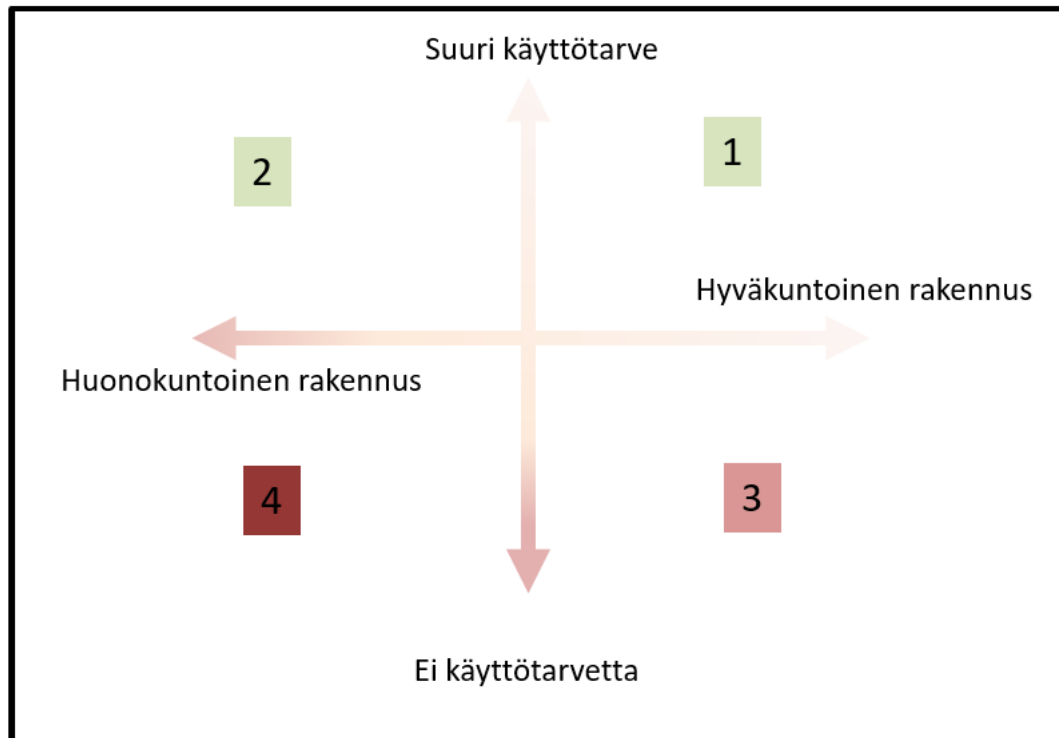 Suuri käyttötarve
1
2
Hyväkuntoinen rakennus
Huonokuntoinen rakennus
4
3
Ei käyttötarvetta